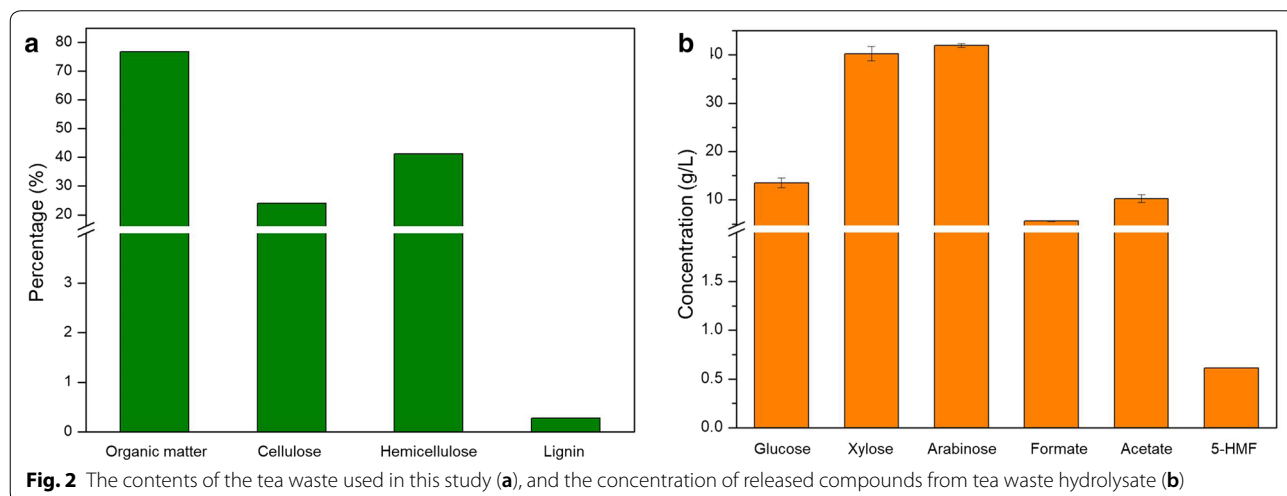 a
80
70
60
50
40
30
20
3
2
1
0
Percentage (%)
Organic matter Cellulose Hemicellulose Lignin
b
30
20
10
1.5
1.0
0.5
0.0
Concentration (g/L)
Glucose Xylose Arabinose Formate Acetate 5-HMF
Fig. 2 The contents of the tea waste used in this study (a), and the concentration of released compounds from tea waste hydrolysate (b)